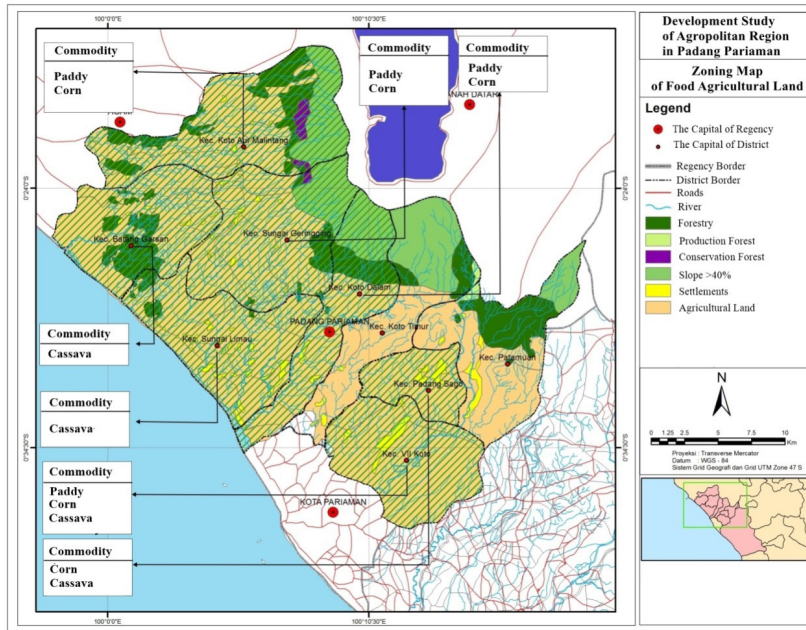 100°0'0"E
100°10'30"E
Commodity
Paddy
Corn
Commodity
Paddy
Corn
Commodity
Paddy
Corn
ANAH DATAR
Kec. Koto Aur Malintang
0°24'0"S
0°24'0"S
Kec. Batang Gasan
Kec. Sungai Geringging
Kec. Koto Dalam
PADANG PARIAMAN
Kec. Koto Timur
Commodity
Cassava
Kec. Sungai Limau
Kec. Patamuan
Kec. Padang Sago
Commodity
Cassava
0°34'30"S
0°34'30"S
Kec. VII Koto
Commodity
Paddy
Corn
Cassava
KOTA PARIAMAN
Commodity
Corn
Cassava
100°0'0"E
100°10'30"E
Development Study
of Agropolitan Region
in Padang Pariaman
Zoning Map
of Food Agricultural Land
Legend
The Capital of Regency
The Capital of District
Regency Border
District Border
Roads
River
Forestry
Production Forest
Conservation Forest
Slope >40%
Settlements
Agricultural Land
N
0 1.25 2.5 5 7.5 10
Km
Proyeksi : Transverse Mercator
Datum : WGS - 84
Sistem Grid Geografi dan Grid UTM Zone 47 S